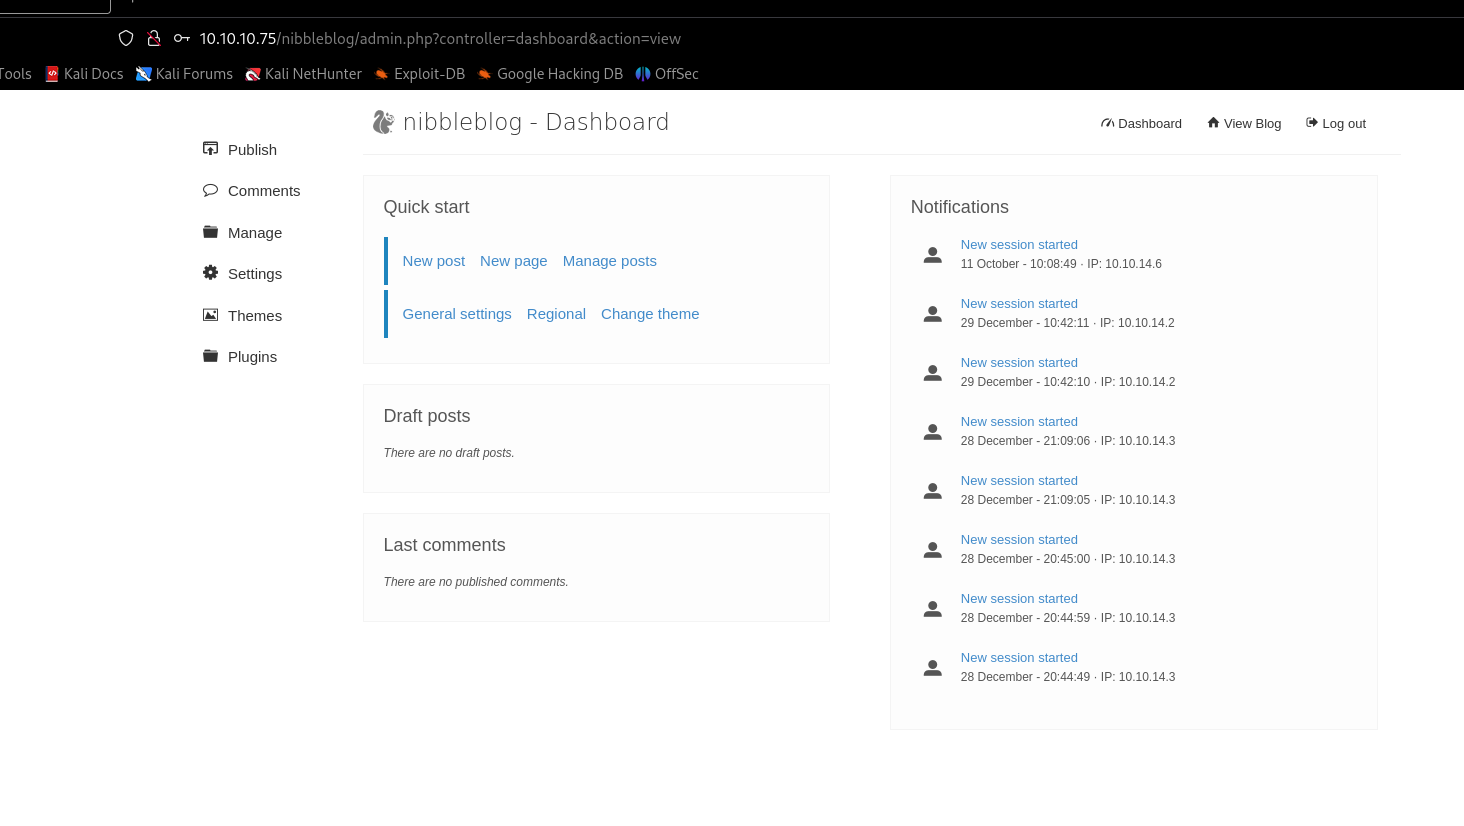 10.10.10.75/nibbleblog/admin.php?controller=dashboard&action=view
Tools Kali Docs Kali Forums Kali NetHunter Exploit-DB Google Hacking DB OffSec
nibbleblog - Dashboard
Dashboard View Blog Log out
Publish
Comments
Manage
Settings
Themes
Plugins
Quick start
New post New page Manage posts
General settings Regional Change theme
Draft posts
There are no draft posts.
Last comments
There are no published comments.
Notifications
New session started
11 October - 10:08:49 · IP: 10.10.14.6
New session started
29 December - 10:42:11 · IP: 10.10.14.2
New session started
29 December - 10:42:10 · IP: 10.10.14.2
New session started
28 December - 21:09:06 · IP: 10.10.14.3
New session started
28 December - 21:09:05 · IP: 10.10.14.3
New session started
28 December - 20:45:00 · IP: 10.10.14.3
New session started
28 December - 20:44:59 · IP: 10.10.14.3
New session started
28 December - 20:44:49 · IP: 10.10.14.3